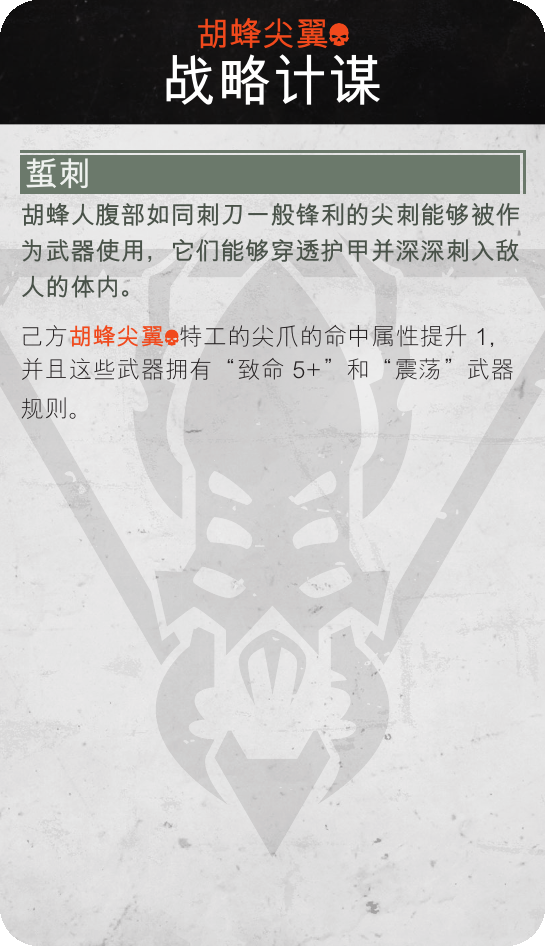 胡蜂尖翼
战略计谋
蜇刺
胡蜂人腹部如同刺刀一般锋利的尖刺能够被作
为武器使用，它们能够穿透护甲并深深刺入敌
人的体内。
己方胡蜂尖翼特工的尖爪的命中属性提升 1，
并且这些武器拥有“致命 5+”和“震荡”武器
规则。